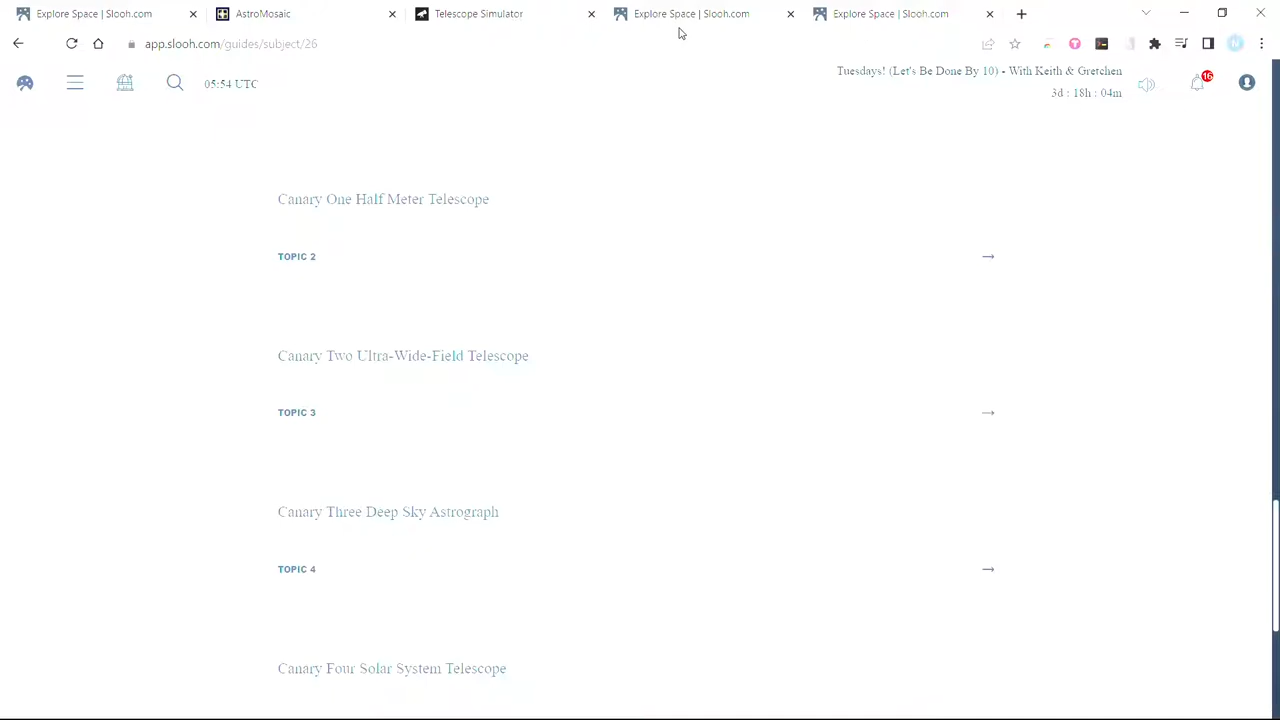 Explore Space | Slooh.com
AstroMosaic
Telescope Simulator
Explore Space | Slooh.com
Explore Space | Slooh.com
app.slooh.com/guides/subject/26
05:54 UTC
Tuesdays! (Let's Be Done By 10) - With Keith & Gretchen
3d : 18h : 04m
16
Canary One Half Meter Telescope
TOPIC 2
Canary Two Ultra-Wide-Field Telescope
TOPIC 3
Canary Three Deep Sky Astrograph
TOPIC 4
Canary Four Solar System Telescope